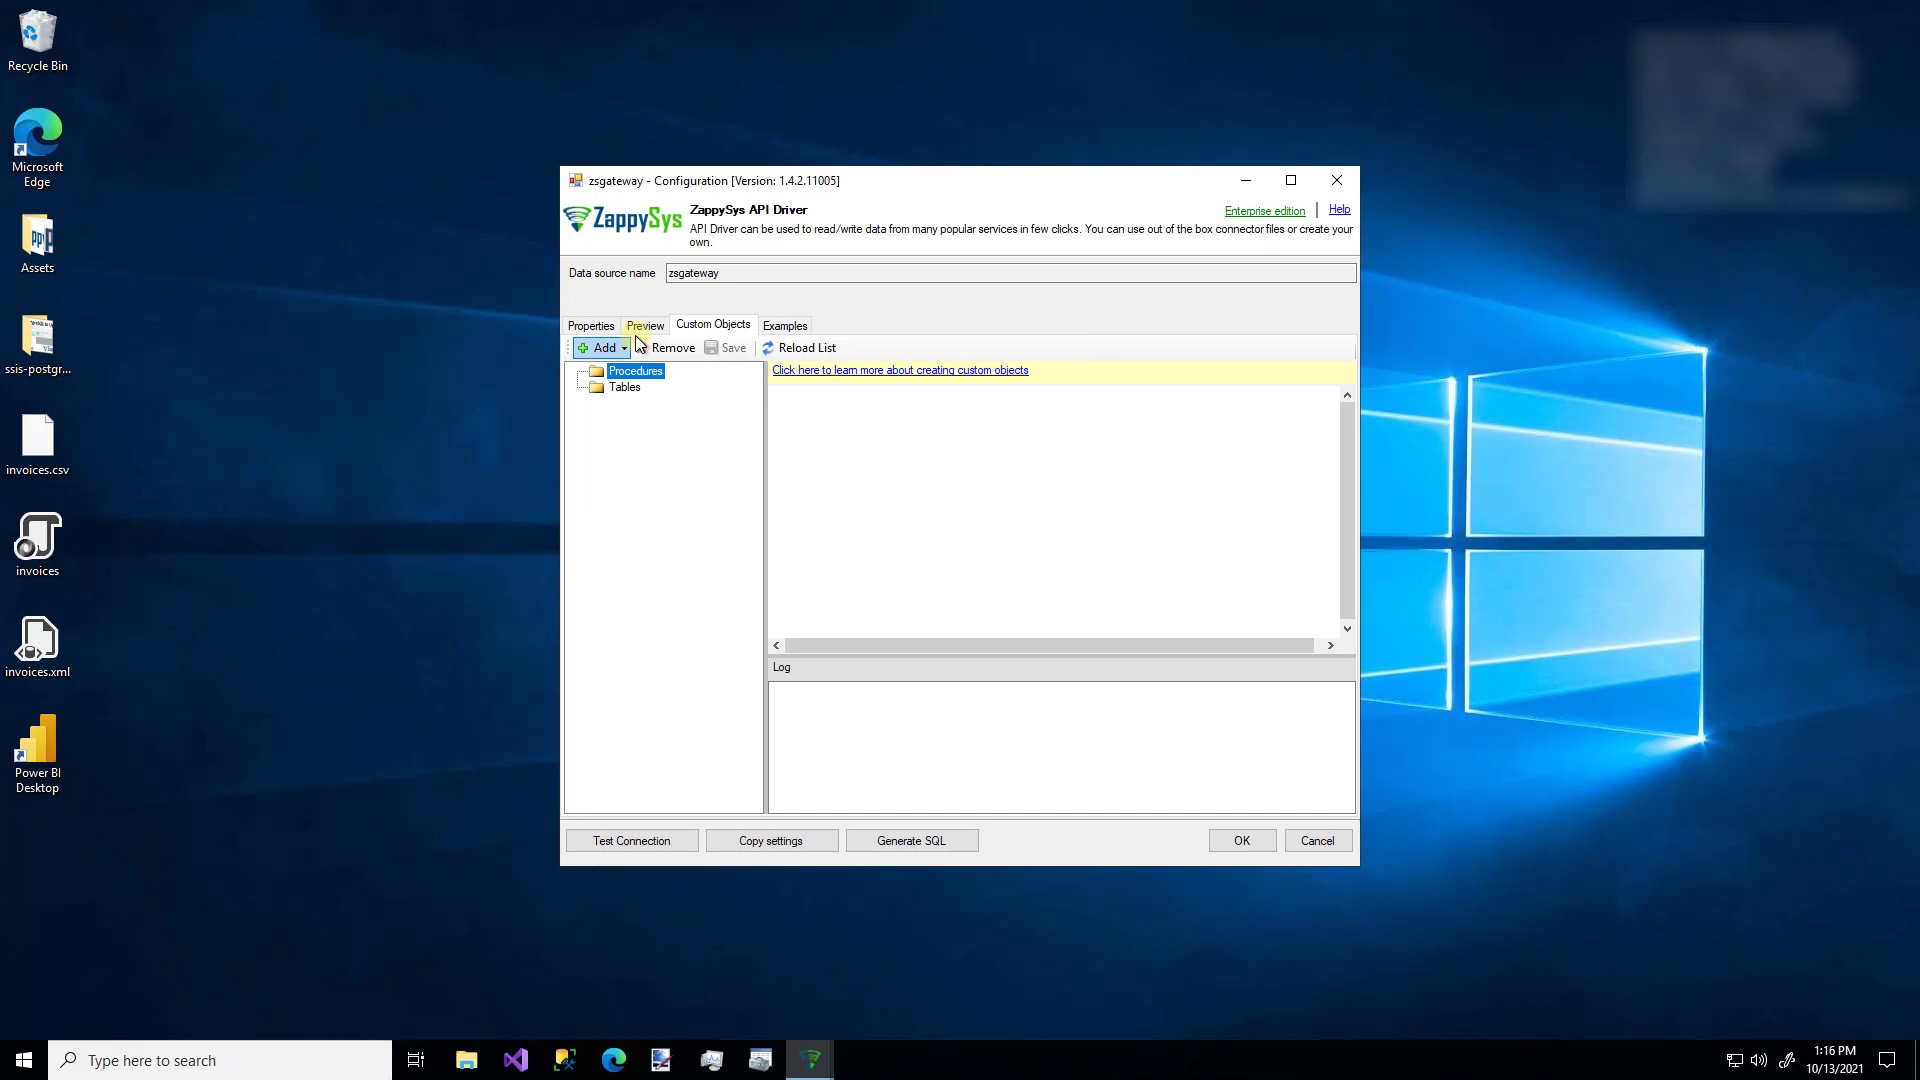 Recycle Bin
Microsoft
Edge
Assets
ssis-postgr...
invoices.csv
invoices
invoices.xml
Power BI
Desktop
zsgateway - Configuration [Version: 1.4.2.11005]
ZappySys
ZappySys API Driver
API Driver can be used to read/write data from many popular services in few clicks. You can use out of the box connector files or create your
own.
Enterprise edition | Help
Data source name zsgateway
Properties Preview Custom Objects Examples
Add Remove Save Reload List
Procedures
Tables
Click here to learn more about creating custom objects
Log
Test Connection Copy settings Generate SQL OK Cancel
Type here to search
1:16 PM
10/13/2021